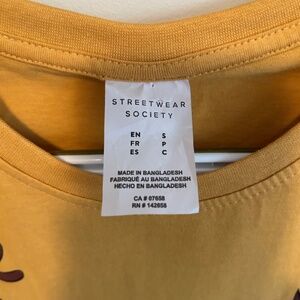 STREETWEAR
SOCIETY
EN S
FR P
ES C
MADE IN BANGLADESH
FABRIQUÉ AU BANGLADESH
HECHO EN BANGLADESH
CA # 07658
RN # 142658